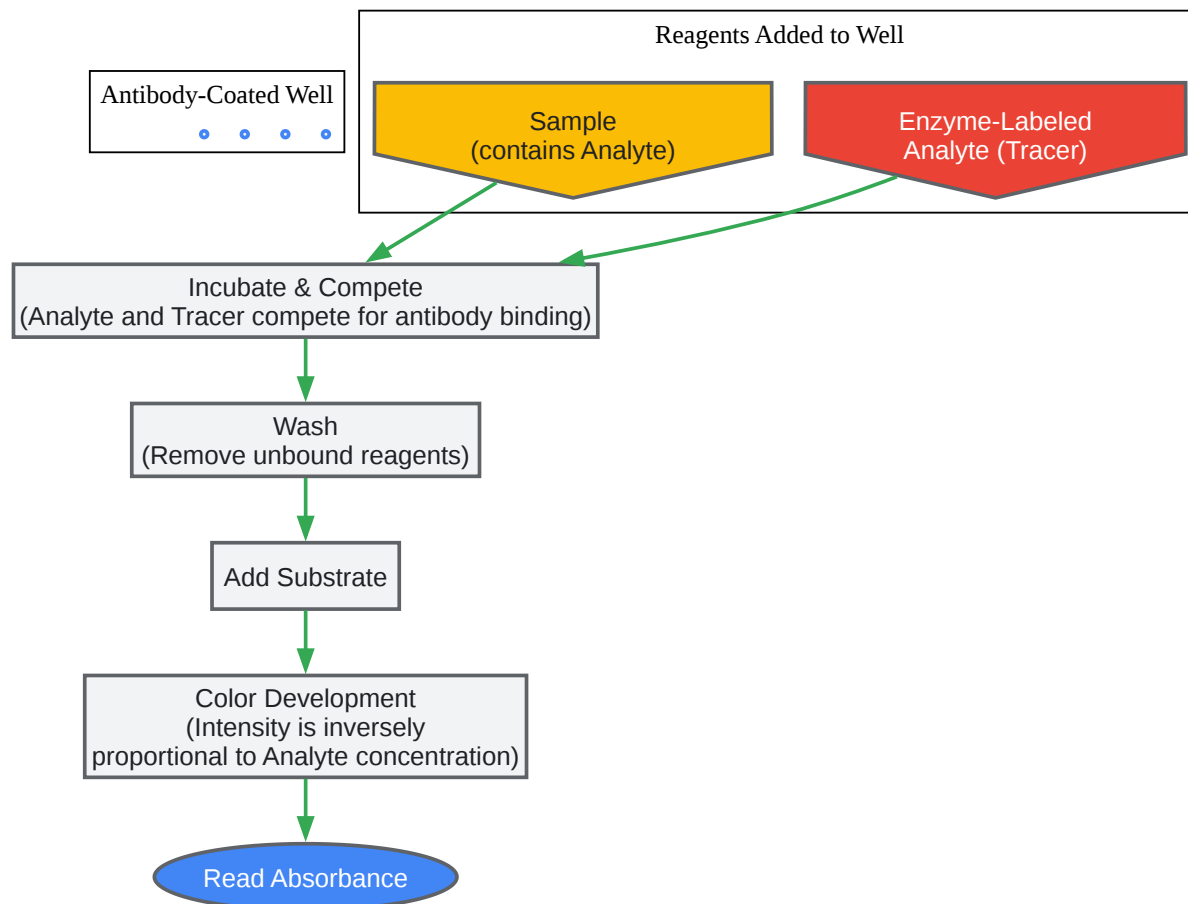 Reagents Added to Well
Antibody-Coated Well
Sample
(contains Analyte)
Enzyme-Labeled
Analyte (Tracer)
Incubate & Compete
(Analyte and Tracer compete for antibody binding)
Wash
(Remove unbound reagents)
Add Substrate
Color Development
(Intensity is inversely
proportional to Analyte concentration)
Read Absorbance